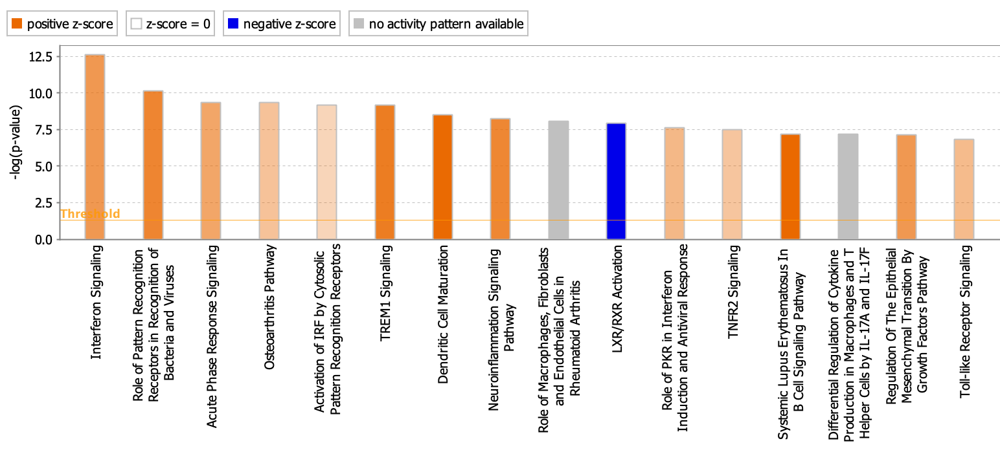 positive z-score
z-score = 0
negative z-score
no activity pattern available
-log(p-value)
12.5
10.0
7.5
5.0
2.5
0.0
Threshold
Interferon Signaling
Role of Pattern Recognition
Receptors in Recognition of
Bacteria and Viruses
Acute Phase Response Signaling
Osteoarthritis Pathway
Activation of IRF by Cytosolic
Pattern Recognition Receptors
TREM1 Signaling
Dendritic Cell Maturation
Neuroinflammation Signaling
Pathway
Role of Macrophages, Fibroblasts
and Endothelial Cells in
Rheumatoid Arthritis
LXR/RXR Activation
Role of PKR in Interferon
Induction and Antiviral Response
TNFR2 Signaling
Systemic Lupus Erythematosus In
B Cell Signaling Pathway
Differential Regulation of Cytokine
Production in Macrophages and T
Helper Cells by IL-17A and IL-17F
Regulation Of The Epithelial
Mesenchymal Transition By
Growth Factors Pathway
Toll-like Receptor Signaling